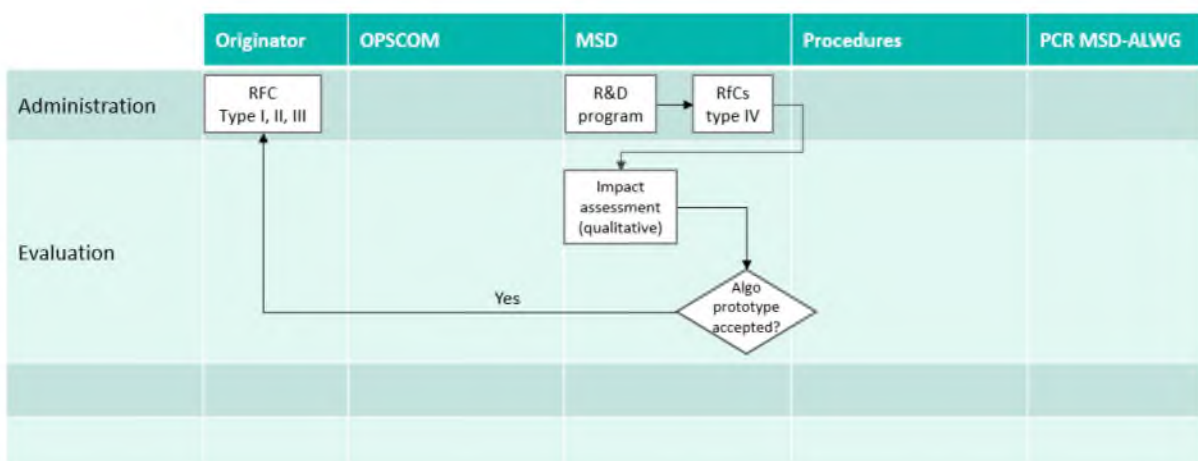 Originator OPSCOM MSD Procedures PCR MSD-ALWG
Administration
RFC
Type I, II, III
R&D
program
RfCs
type IV
Evaluation
Impact
assessment
(qualitative)
Algo
prototype
accepted?
Yes